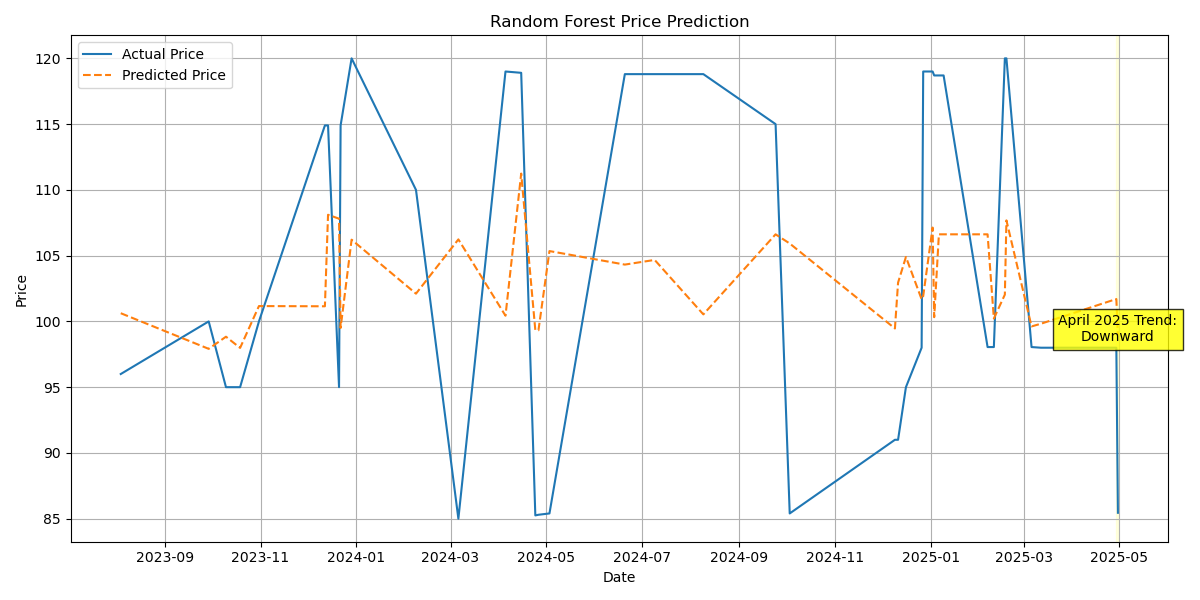 Random Forest Price Prediction
Actual Price
Predicted Price
Price
120
115
110
105
100
95
90
85
April 2025 Trend:
Downward
2023-09 2023-11 2024-01 2024-03 2024-05 2024-07 2024-09 2024-11 2025-01 2025-03 2025-05
Date